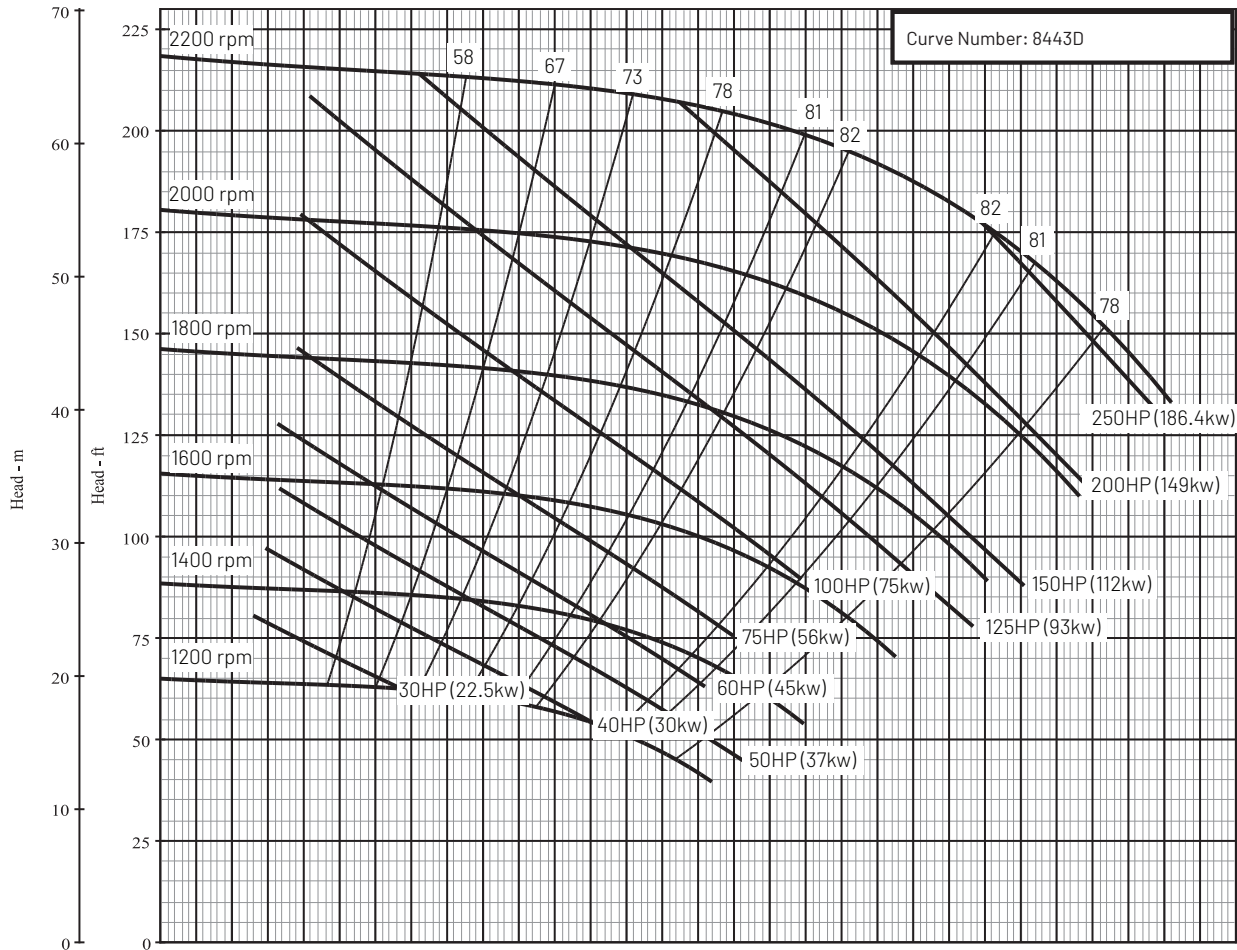 70
225
2200 rpm
Curve Number: 8443D
58
67
73
78
81
82
200
60
2000 rpm
82
175
81
50
78
1800 rpm
150
40
250HP (186.4kw)
125
1600 rpm
Head - m
Head - ft
200HP (149kw)
30
100
1400 rpm
100HP (75kw)
150HP (112kw)
125HP (93kw)
75
75HP (56kw)
1200 rpm
20
30HP (22.5kw)
60HP (45kw)
40HP (30kw)
50
50HP (37kw)
10
25
0
0